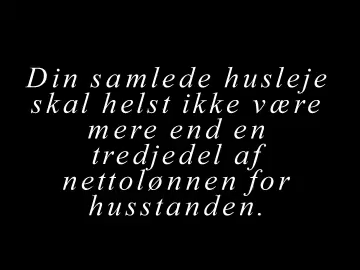 Din samlede husleje
skal helst ikke være
mere end en
tredjedel af
nettolønnen for
husstanden.